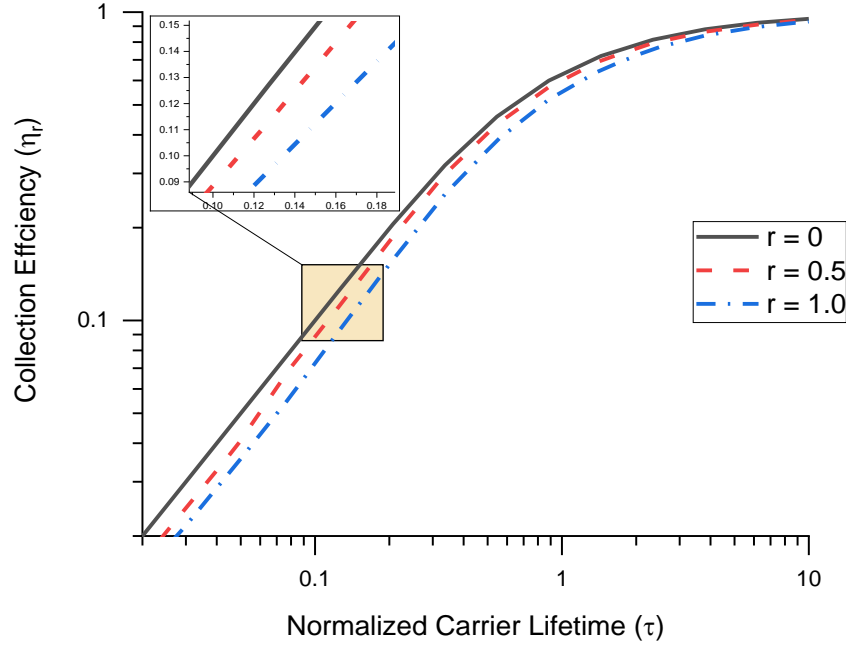 1
0.15
0.14
0.13
0.12
0.11
0.10
0.09
0.10 0.12 0.14 0.16 0.18
r = 0
r = 0.5
r = 1.0
0.1
Collection Effciency (ηr)
0.1 1 10
Normalized Carrier Lifetime (τ)